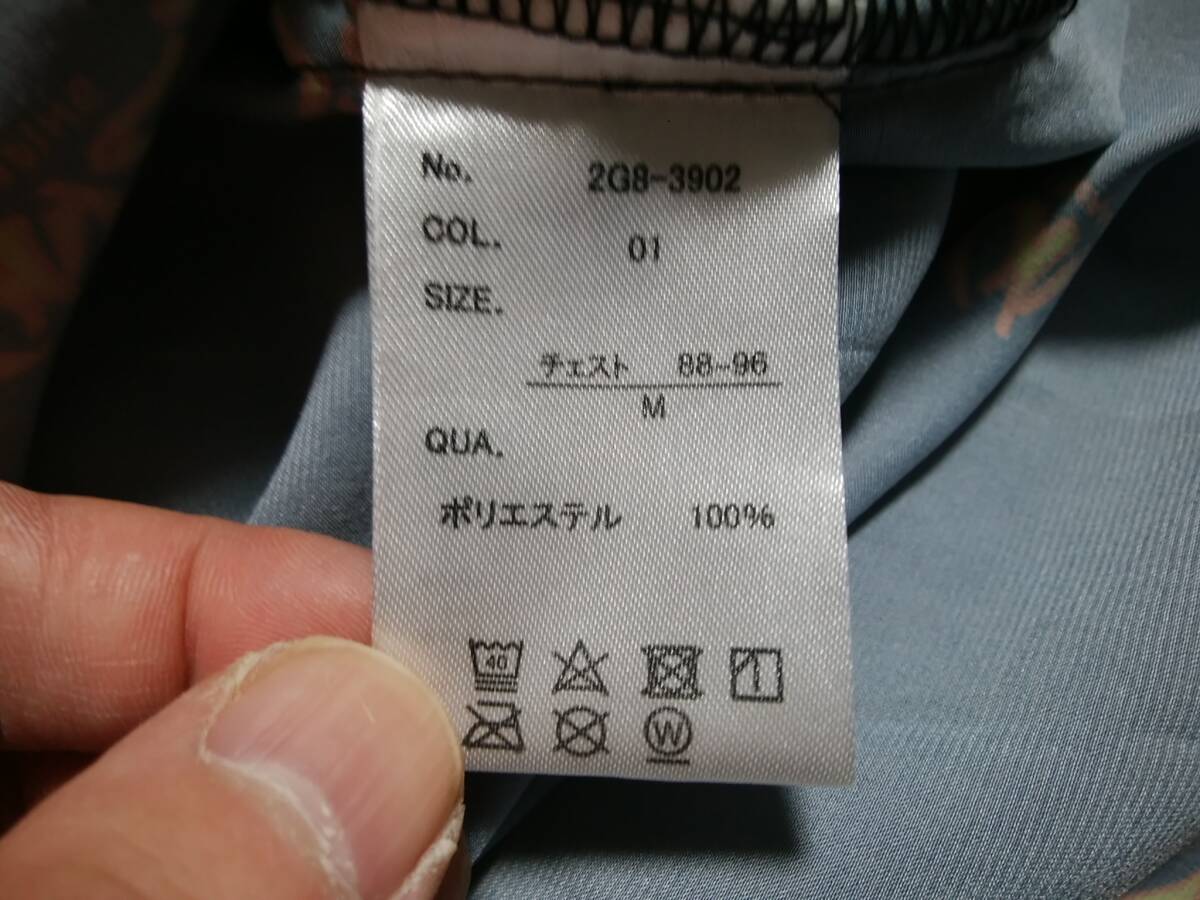 No. 2G8-3902
COL. 01
SIZE.
チェスト 88-96
M
QUA.
ポリエステル 100%
40
W